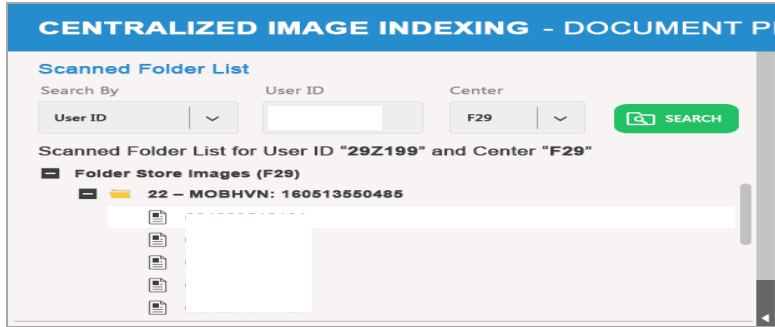 CENTRALIZED IMAGE INDEXING - DOCUMENT P
Scanned Folder List
Search By User ID Center
User ID F29 SEARCH
Scanned Folder List for User ID "29Z199" and Center "F29"
Folder Store Images (F29)
22 – MOBHVN: 160513550485